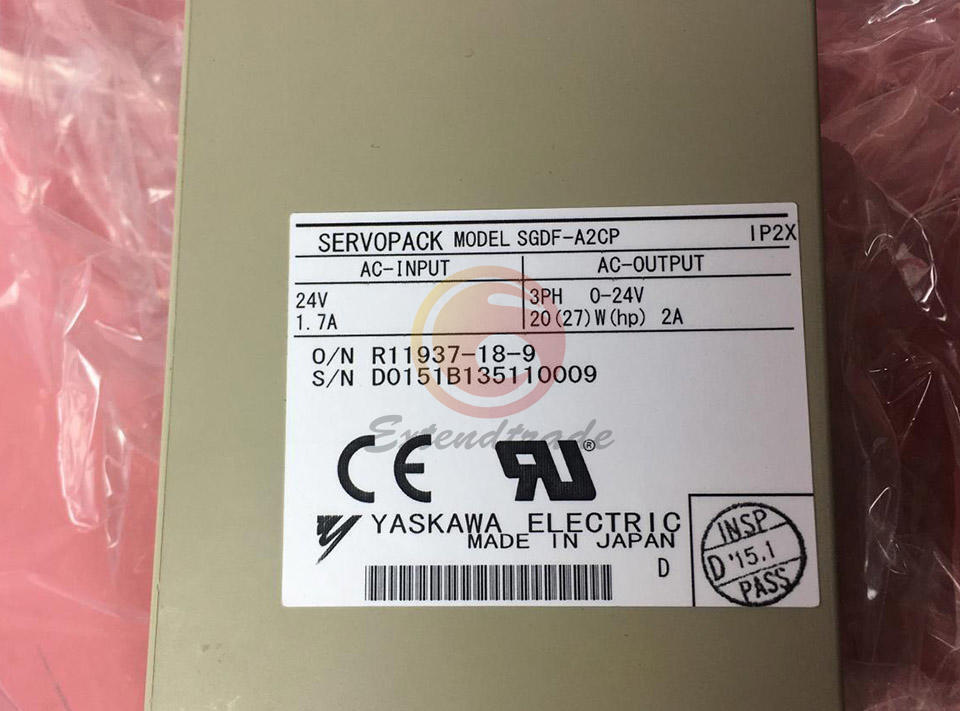 SERVOPACK MODEL SGDF-A2CP IP2X
AC-INPUT AC-OUTPUT
24V 3PH 0-24V
1.7A 20(27)W(hp) 2A
O/N R11937-18-9
S/N D0151B135110009
Extendtrade
CE RU®
YASKAWA ELECTRIC
MADE IN JAPAN
D
INSP
D '15.1
PASS